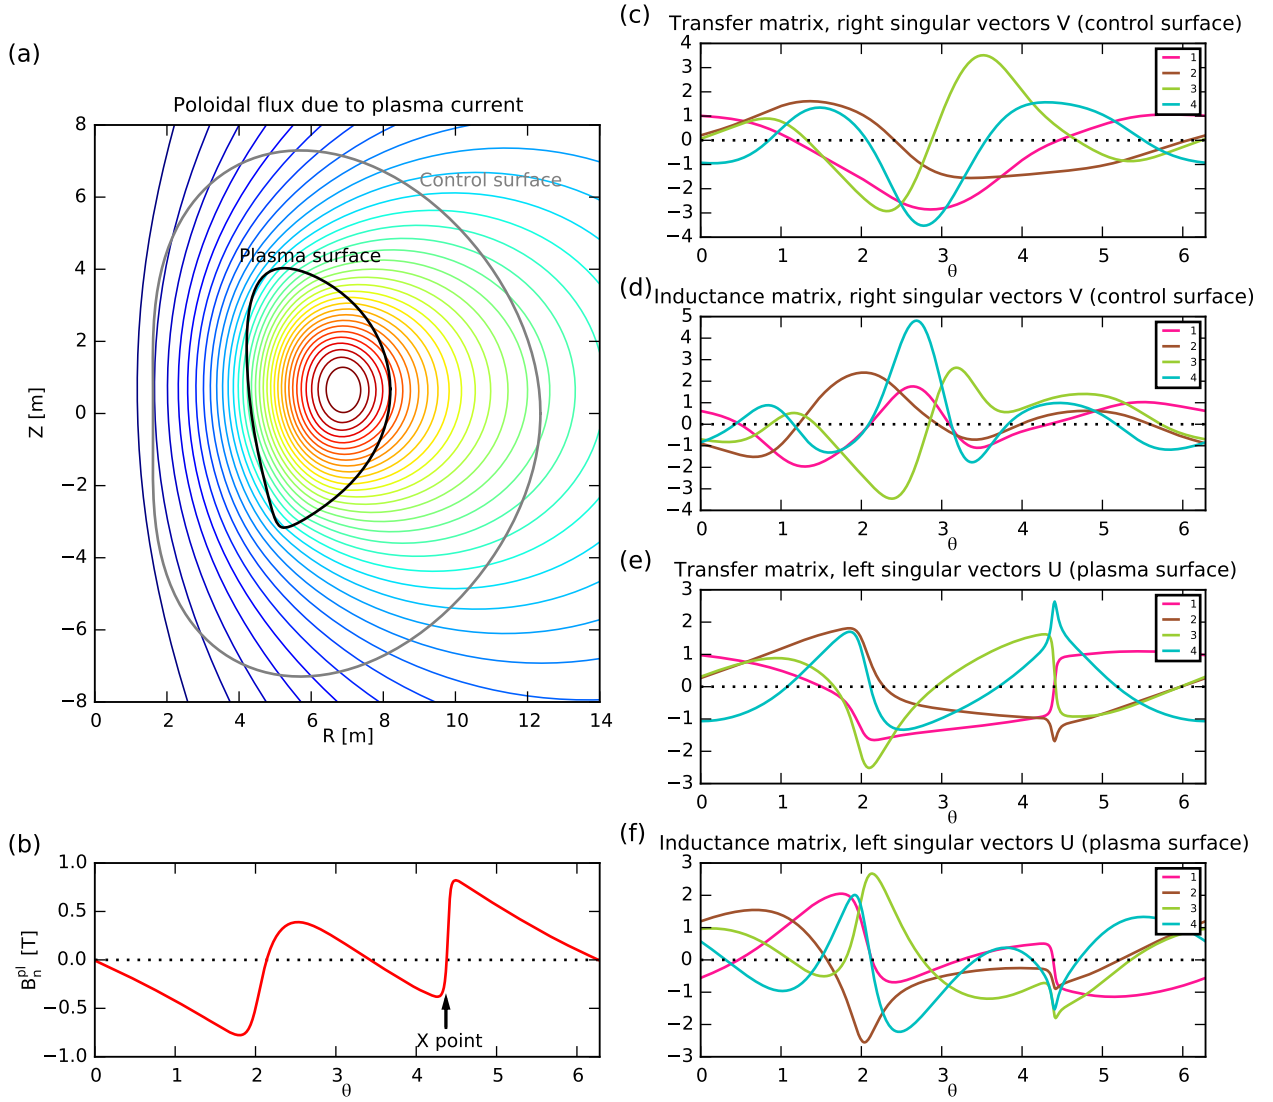 (a)
Poloidal flux due to plasma current
8
6
4
2
0
−2
−4
−6
−8
Z [m]
Control surface
Plasma surface
0 2 4 6 8 10 12 14
R [m]
(b)
1.0
0.5
0.0
−0.5
−1.0
B_n^pl [T]
X point
0 1 2 3 4 5 6
θ
(c)
Transfer matrix, right singular vectors V (control surface)
4
3
2
1
0
−1
−2
−3
−4
1
2
3
4
0 1 2 3 4 5 6
θ
(d)
Inductance matrix, right singular vectors V (control surface)
5
4
3
2
1
0
−1
−2
−3
−4
1
2
3
4
0 1 2 3 4 5 6
θ
(e)
Transfer matrix, left singular vectors U (plasma surface)
3
2
1
0
−1
−2
−3
1
2
3
4
0 1 2 3 4 5 6
θ
(f)
Inductance matrix, left singular vectors U (plasma surface)
3
2
1
0
−1
−2
−3
1
2
3
4
0 1 2 3 4 5 6
θ